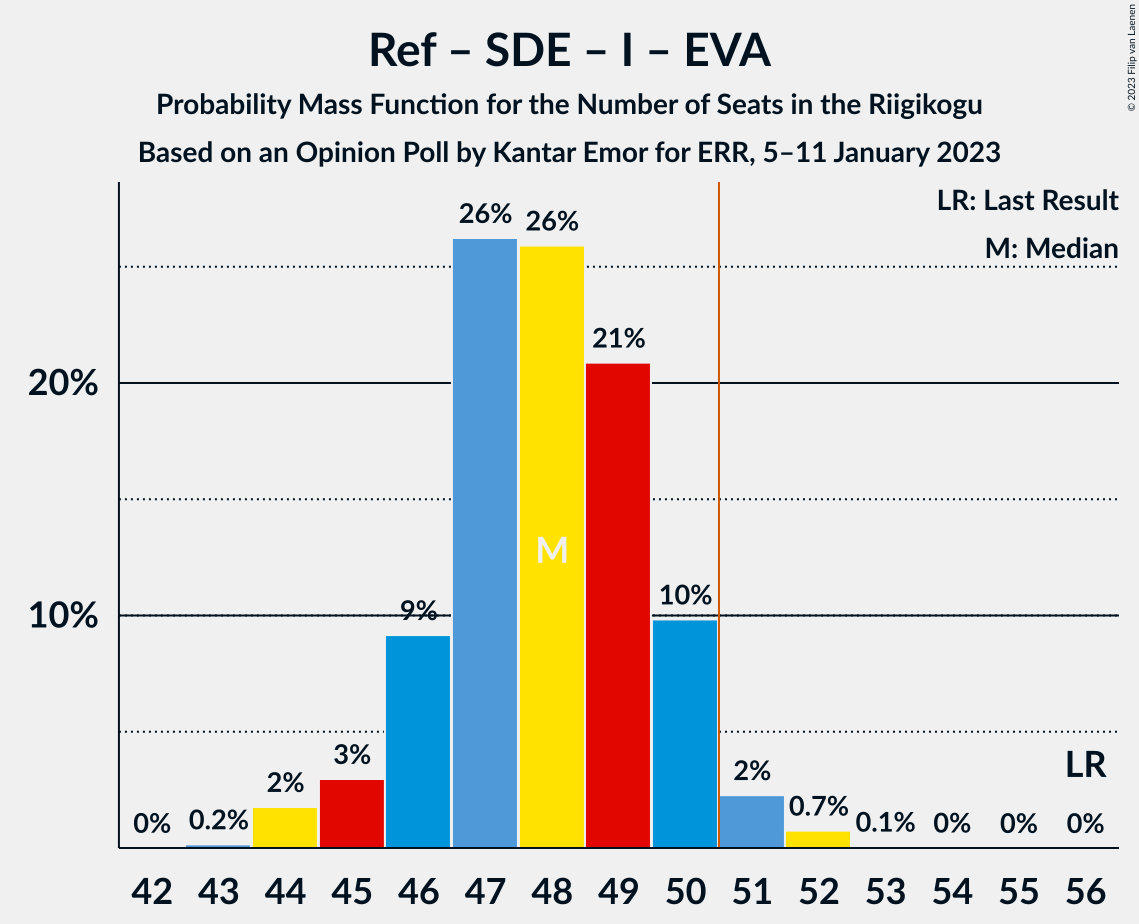 Ref – SDE – I – EVA
Probability Mass Function for the Number of Seats in the Riigikogu
Based on an Opinion Poll by Kantar Emor for ERR, 5–11 January 2023
© 2023 Filip van Laenen
LR: Last Result
M: Median
26% 26%
21%
20%
M
10%
9%
10%
3%
2%
2%
LR
0% 0.2% 0.7% 0.1% 0% 0% 0%
42 43 44 45 46 47 48 49 50 51 52 53 54 55 56